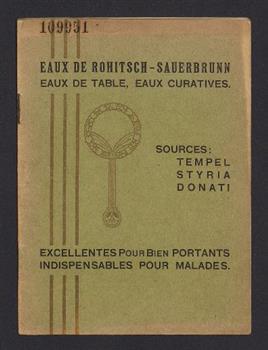 109951
EAUX DE ROHITSCH-SAUERBRUNN
EAUX DE TABLE, EAUX CURATIVES.
SOURCES:
TEMPEL
STYRIA
DONATI
EXCELLENTES POUR BIEN PORTANTS
INDISPENSABLES POUR MALADES.